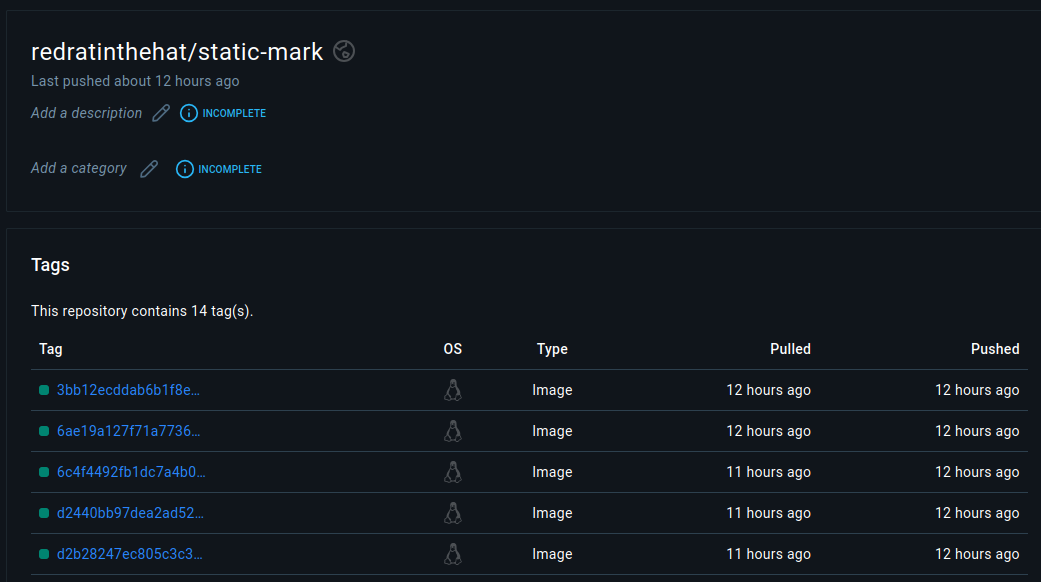 redratinthehat/static-mark
Last pushed about 12 hours ago
Add a description INCOMPLETE
Add a category INCOMPLETE
Tags
This repository contains 14 tag(s).
Tag OS Type Pulled Pushed
3bb12ecddab6b1f8e... Image 12 hours ago 12 hours ago
6ae19a127f71a7736... Image 12 hours ago 12 hours ago
6c4f4492fb1dc7a4b0... Image 11 hours ago 12 hours ago
d2440bb97dea2ad52... Image 11 hours ago 12 hours ago
d2b28247ec805c3c3... Image 11 hours ago 12 hours ago